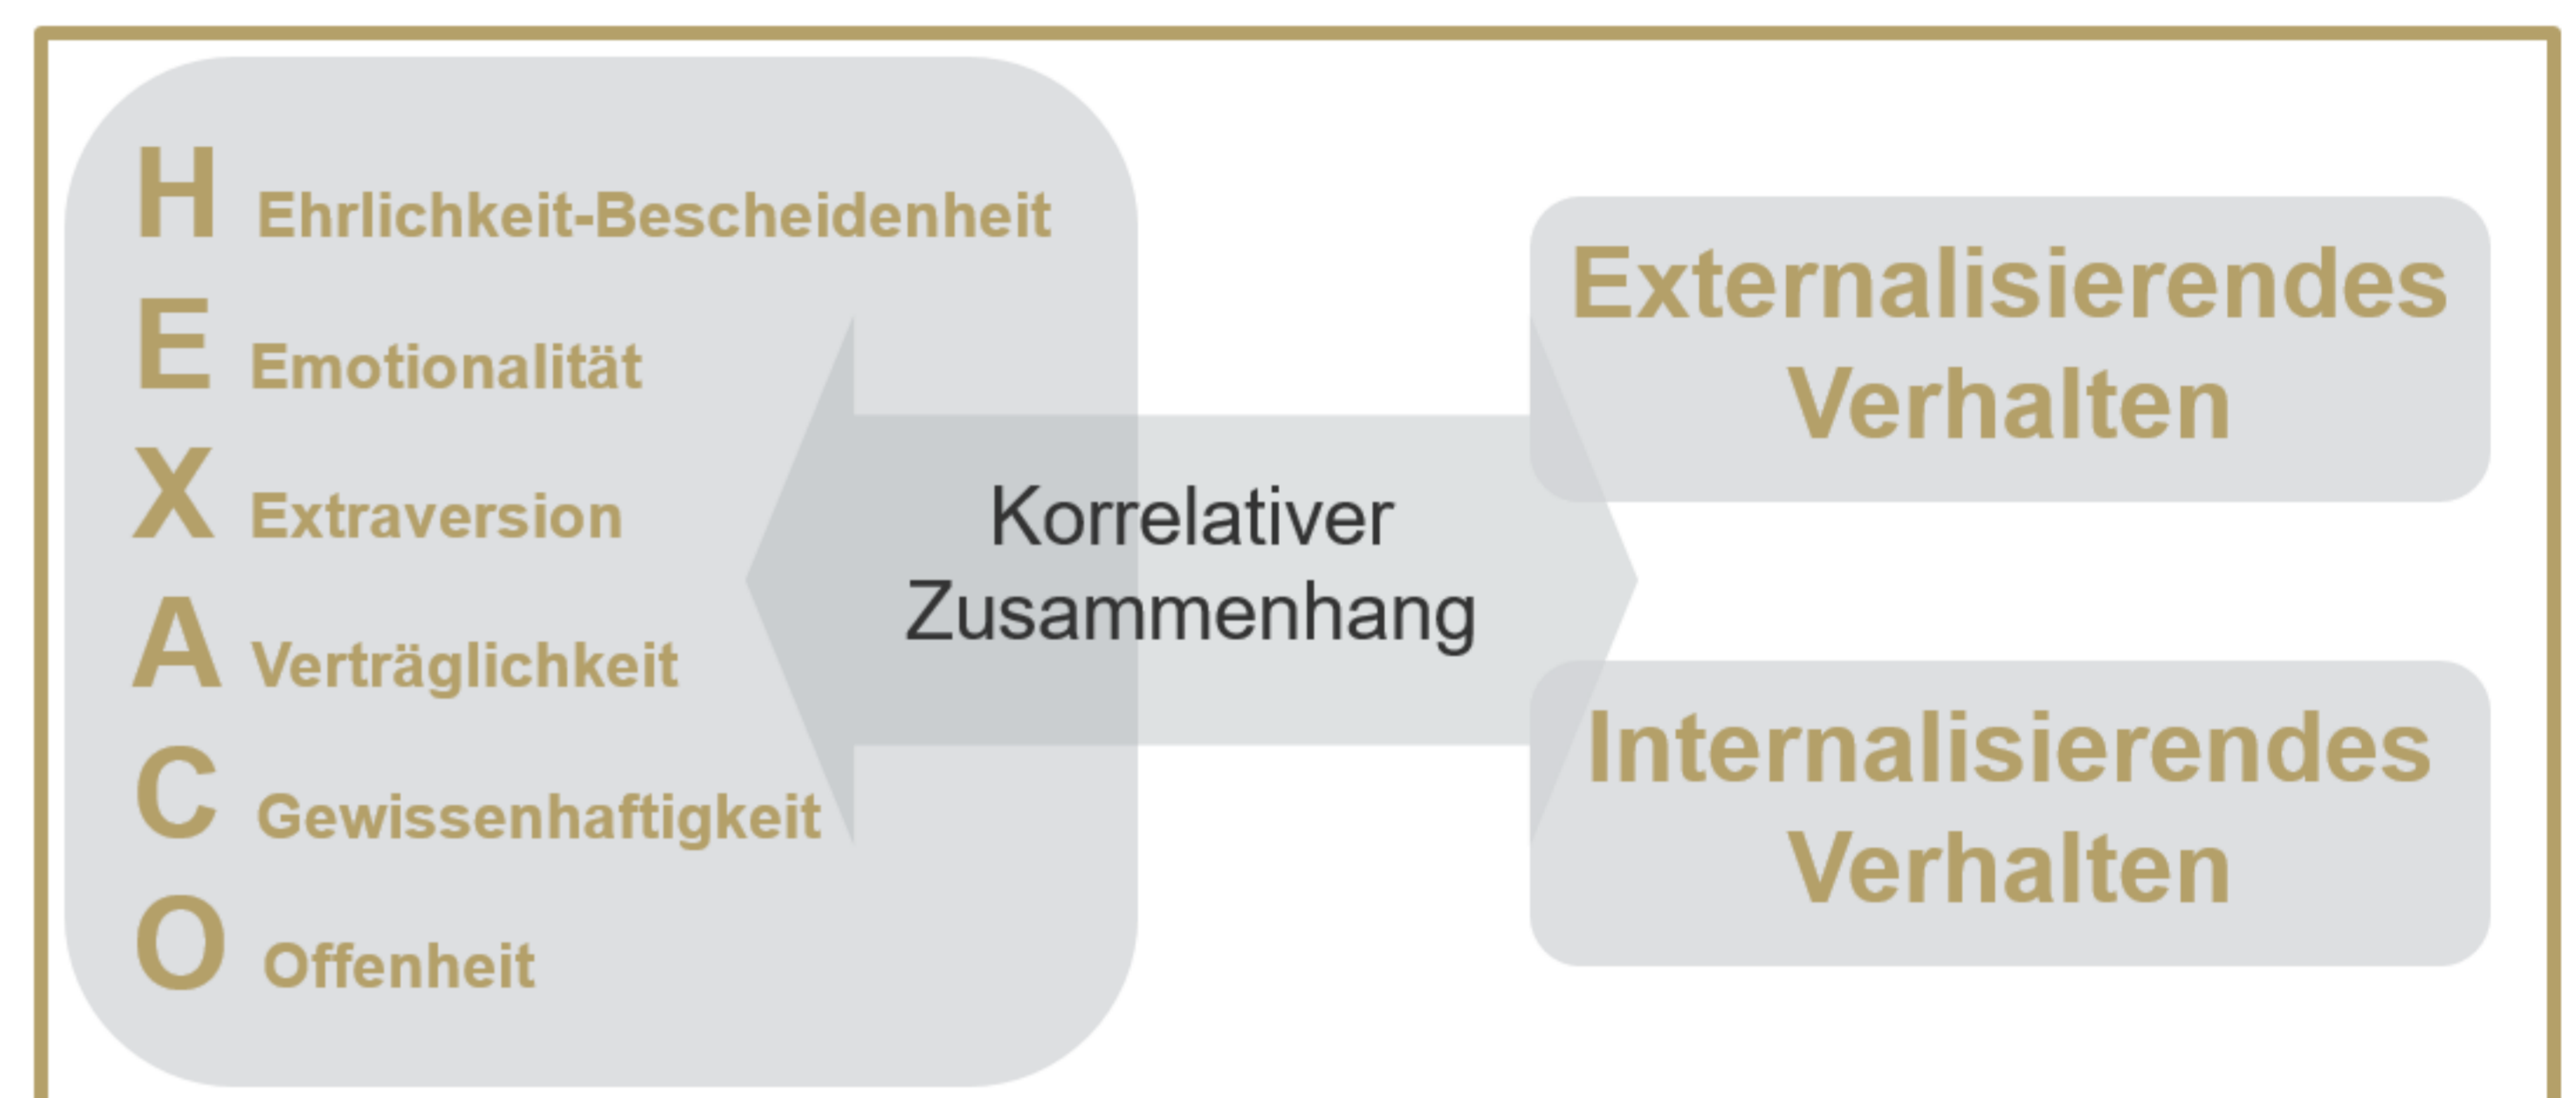 H Ehrlichkeit-Bescheidenheit
E Emotionalität
X Extraversion
A Verträglichkeit
C Gewissenhaftigkeit
O Offenheit
Korrelativer
Zusammenhang
Externalisierendes
Verhalten
Internalisierendes
Verhalten